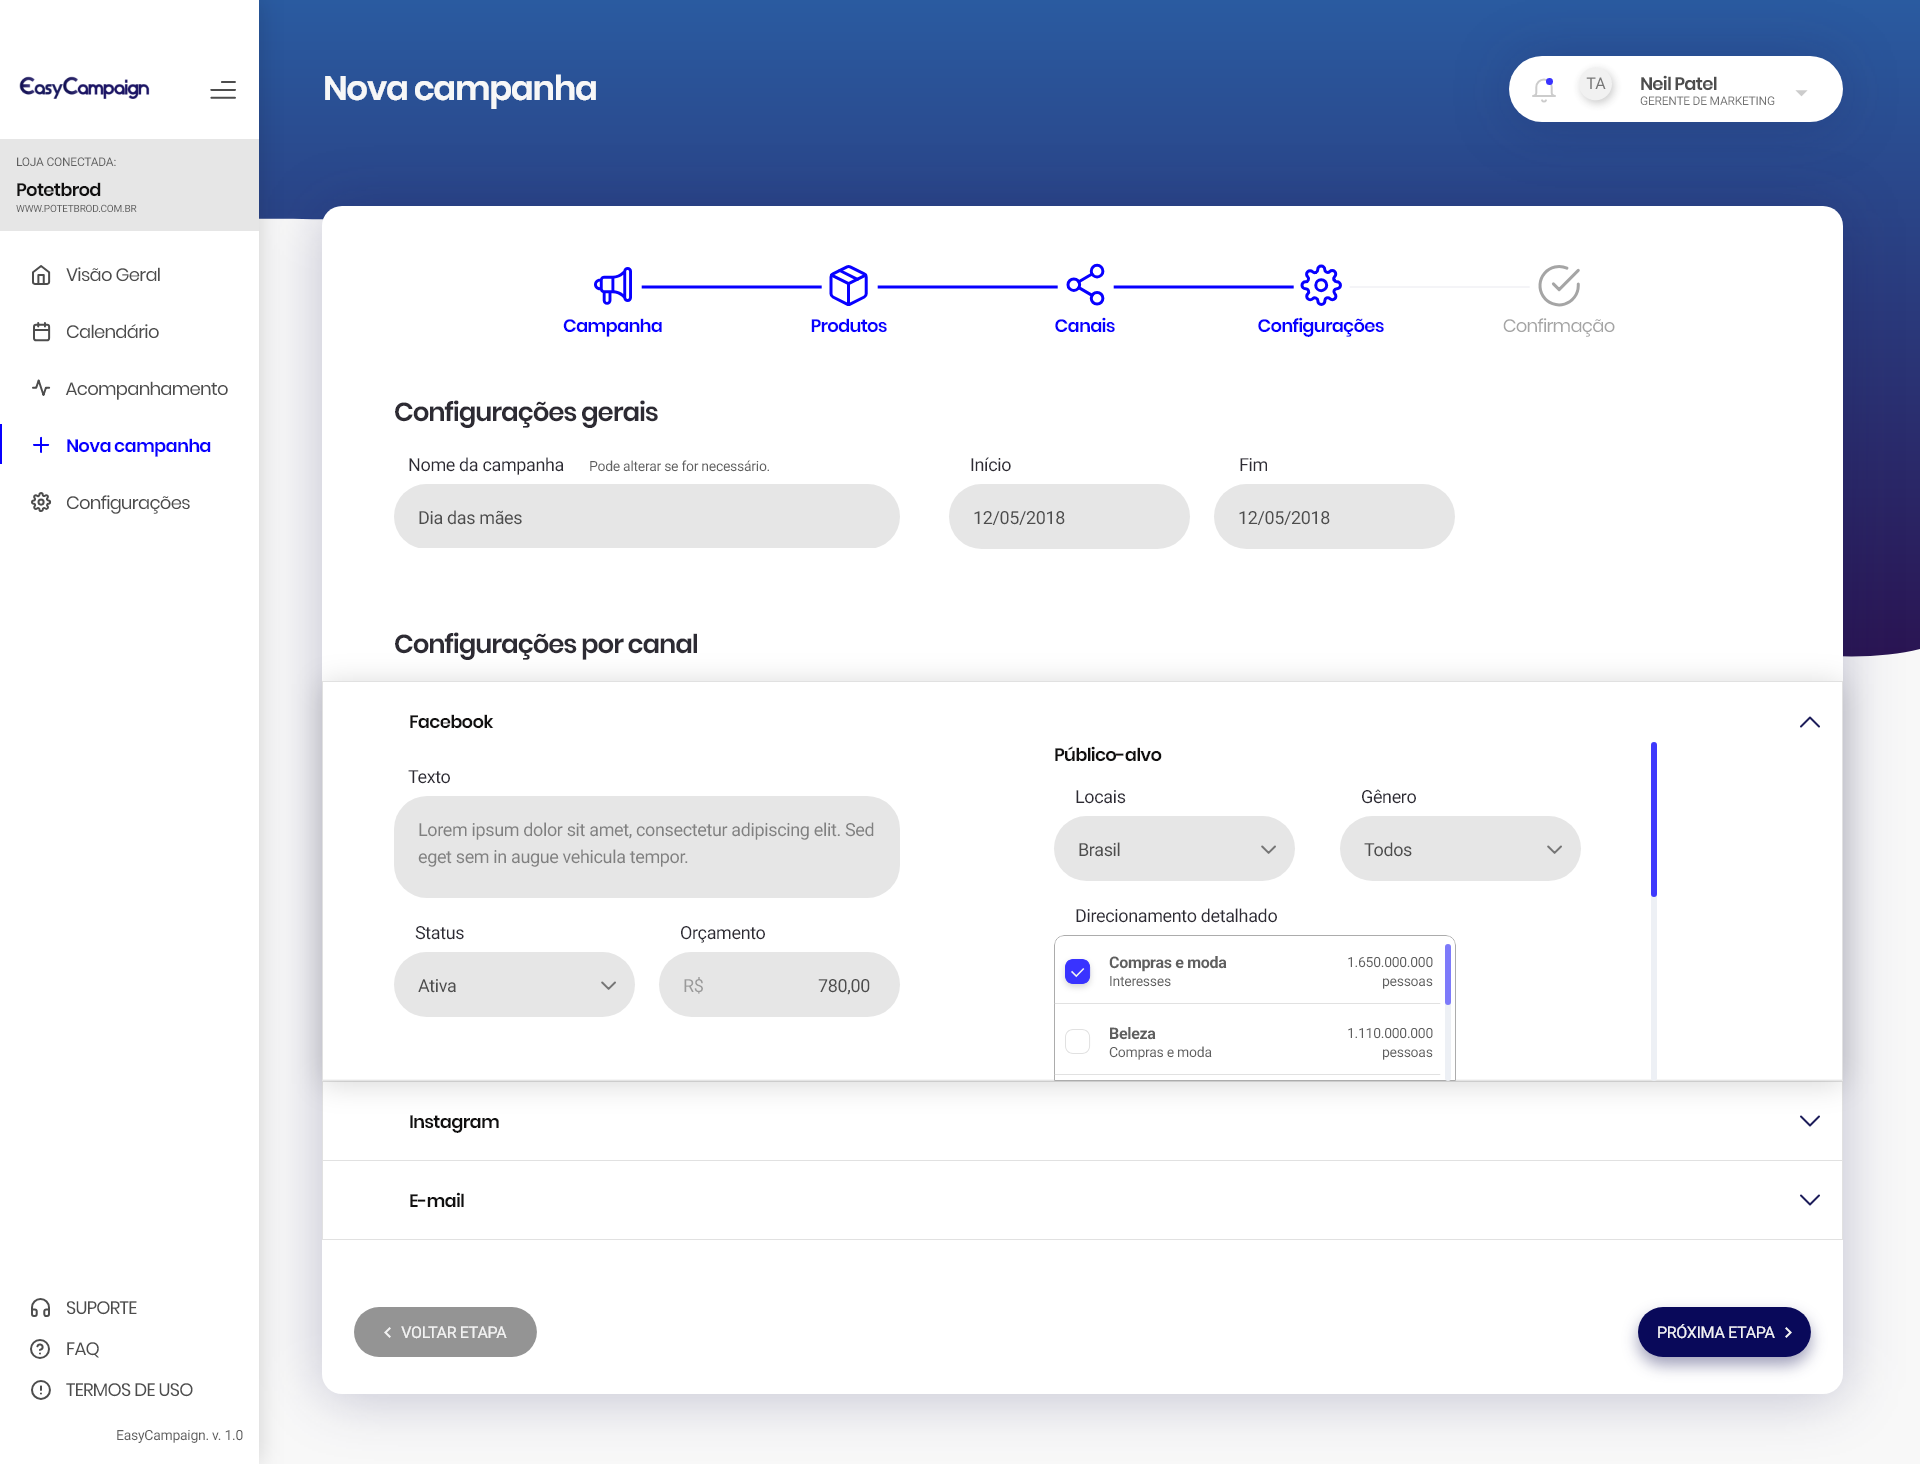 EasyCampaign
LOJA CONECTADA:
Potetbrod
WWW.POTETBROD.COM.BR
Visão Geral
Calendário
Acompanhamento
Nova campanha
Configurações
SUPORTE
FAQ
TERMOS DE USO
EasyCampaign. v. 1.0
Nova campanha
TA
Neil Patel
GERENTE DE MARKETING
Campanha
Produtos
Canais
Configurações
Confirmação
Configurações gerais
Nome da campanha Pode alterar se for necessário.
Dia das mães
Início
12/05/2018
Fim
12/05/2018
Configurações por canal
Facebook
Texto
Lorem ipsum dolor sit amet, consectetur adipiscing elit. Sed
eget sem in augue vehicula tempor.
Status
Ativa
Orçamento
R$ 780,00
Público-alvo
Locais
Brasil
Gênero
Todos
Direcionamento detalhado
Compras e moda 1.650.000.000
Interesses pessoas
Beleza 1.110.000.000
Compras e moda pessoas
Instagram
E-mail
VOLTAR ETAPA
PRÓXIMA ETAPA